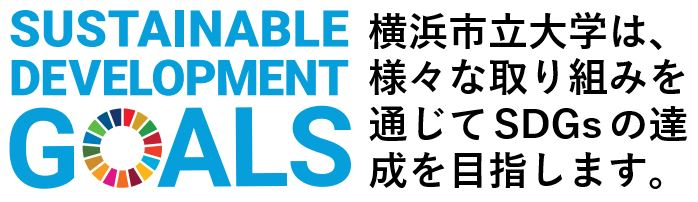 SUSTAINABLE
DEVELOPMENT
GOALS
横浜市立大学は、
様々な取り組みを
通じてSDGsの達
成を目指します。